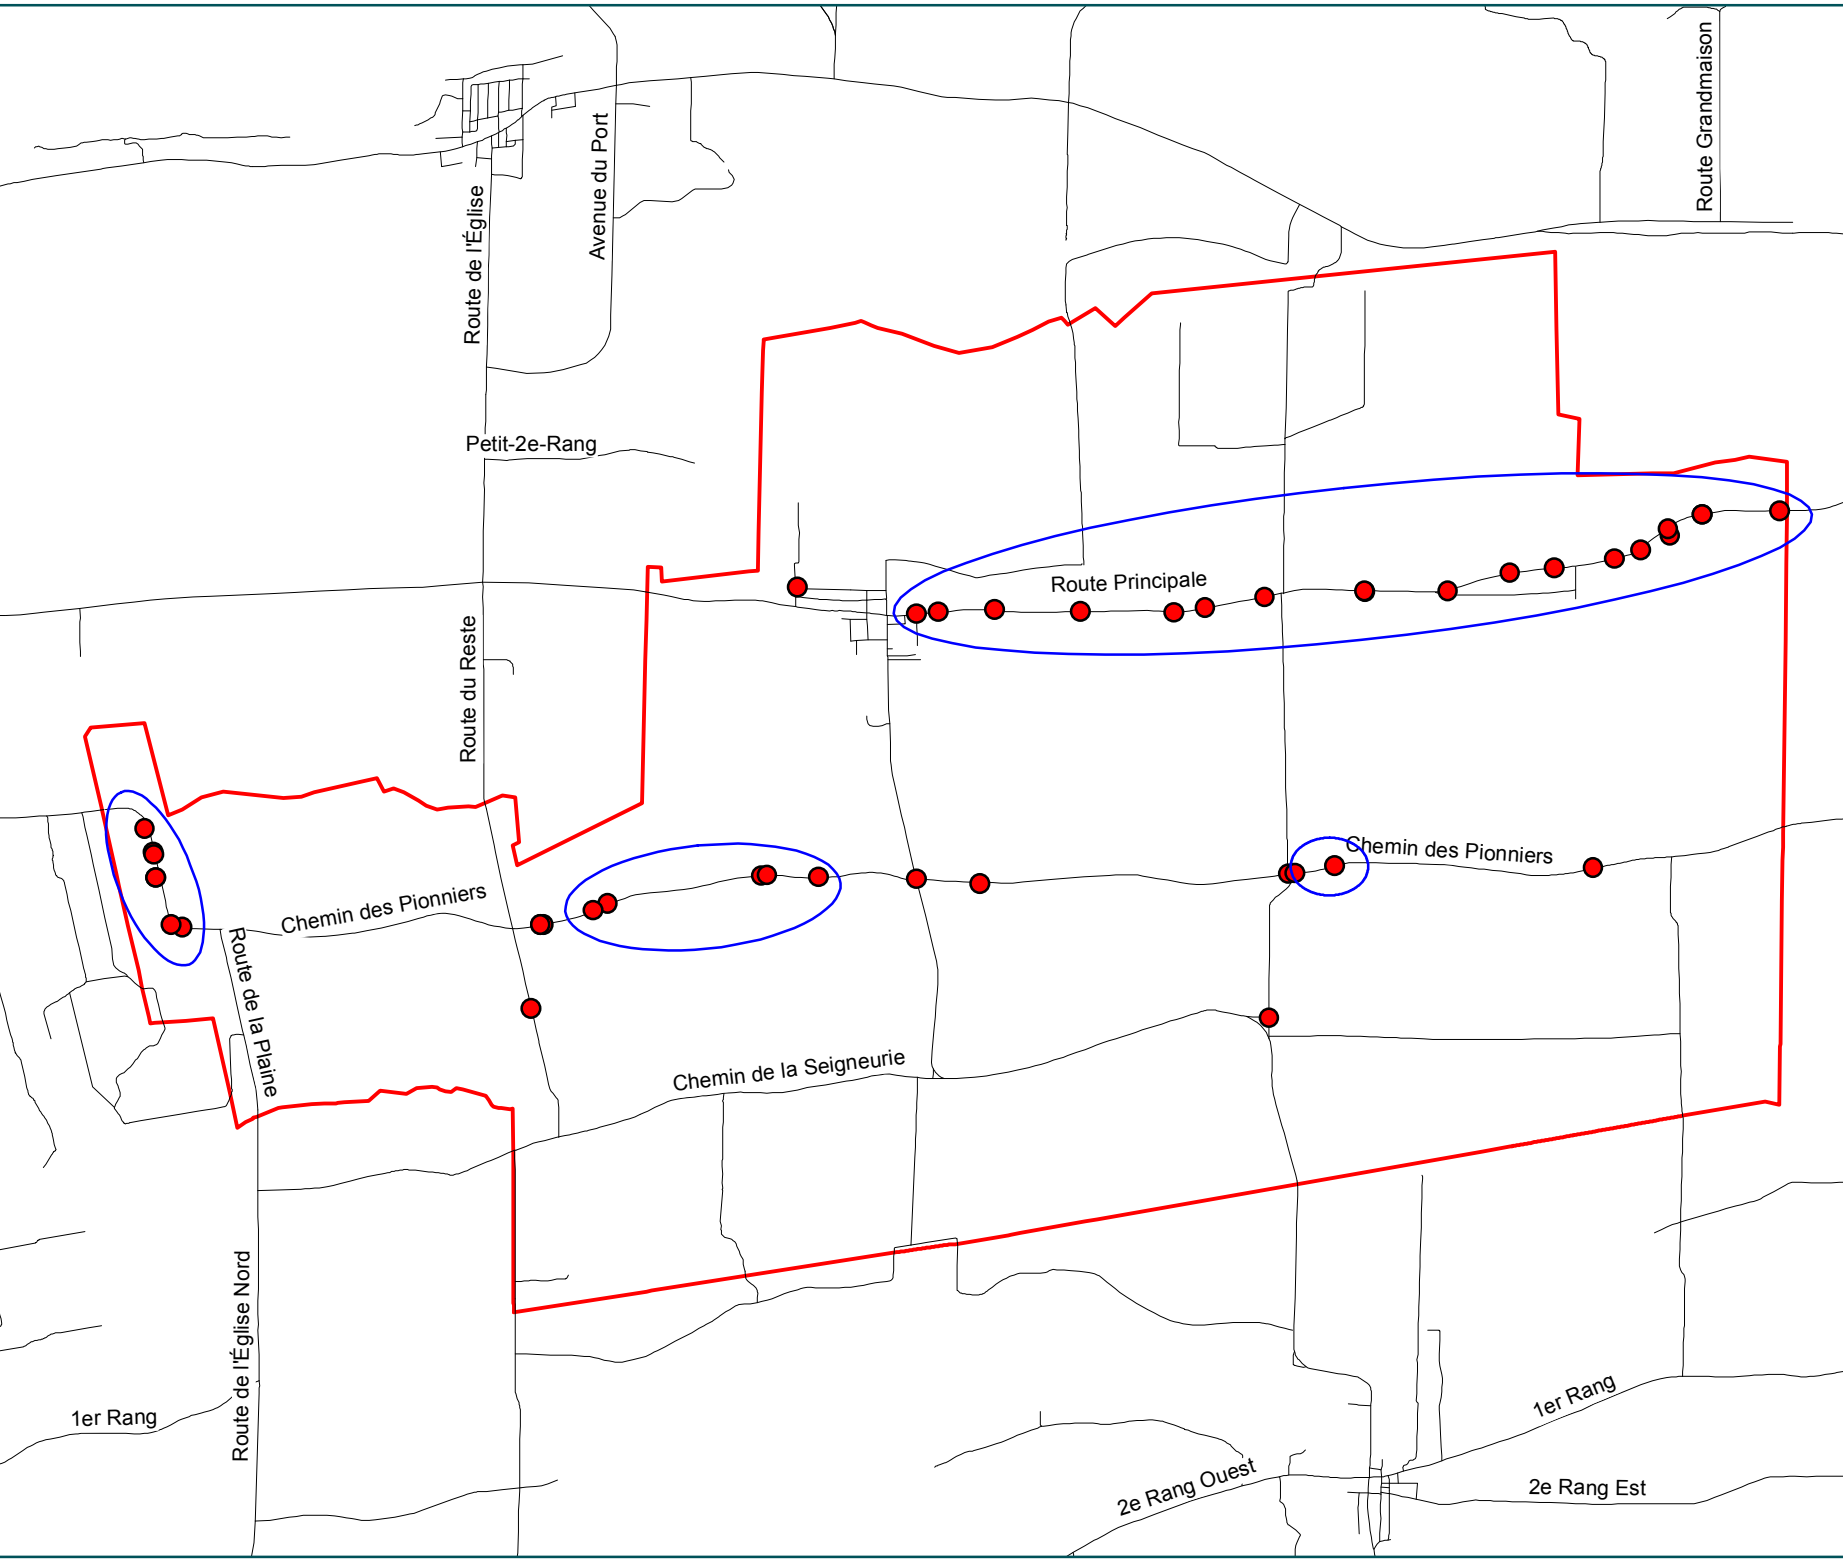 Route Grandmaison
Avenue du Port
Route de l'Église
Petit-2e-Rang
Route Principale
Route du Reste
Chemin des Pionniers
Chemin des Pionniers
Route de la Plaine
Chemin de la Seigneurie
Route de l'Église Nord
1er Rang
1er Rang
2e Rang Ouest
2e Rang Est